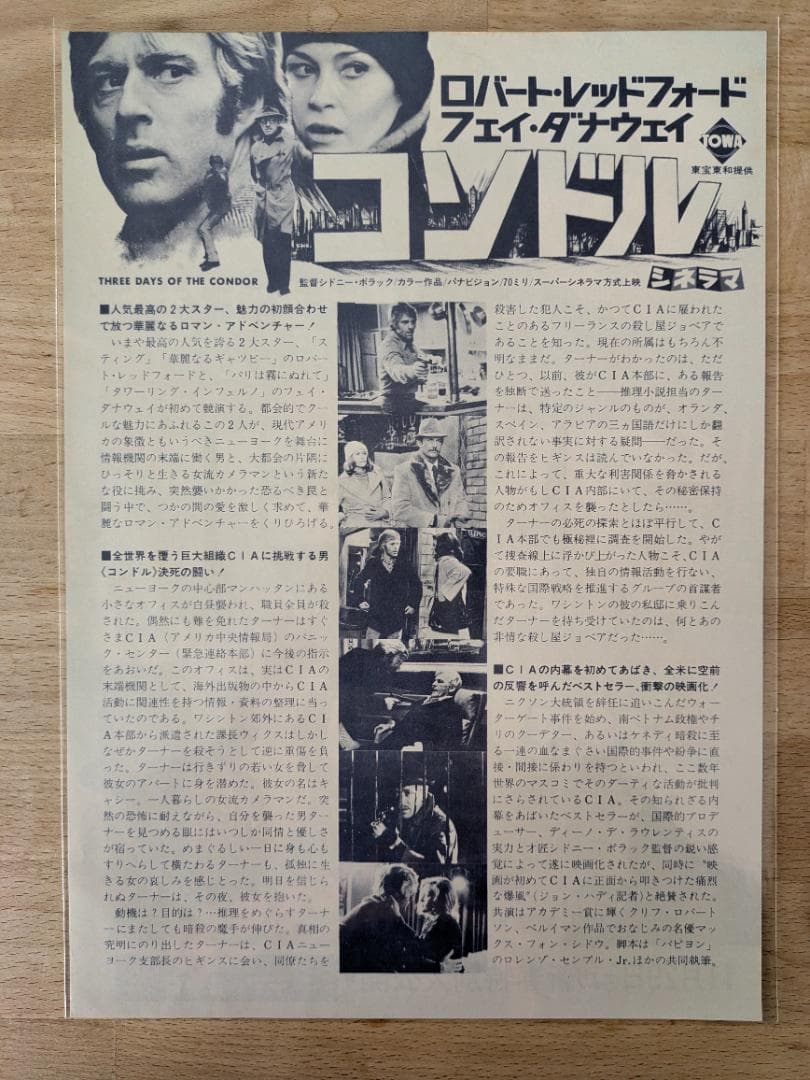 ロバート・レッドフォード
フェイ・ダナウェイ
TOWA
東宝東和提供
コンドル
THREE DAYS OF THE CONDOR
監督シドニー・ポラック/カラー作品/パナビジョン/70ミリ/スーパーシネラマ方式上映
シネラマ
■人気最高の2大スター、魅力の初顔合わせ
で放つ華麗なるロマン・アドベンチャー！
いまや最高の人気を誇る2大スター、「ス
ティング」「華麗なるギャツビー」のロバー
ト・レッドフォードと、「パリは霧にぬれて」
「タワーリング・インフェルノ」のフェイ・
ダナウェイが初めて競演する。都会的でクー
ルな魅力にあふれるこの2人が、現代アメリ
カの象徴ともいうべきニューヨークを舞台に
情報機関の末端に働く男と、大都会の片隅に
ひっそりと生きる女流カメラマンという新た
な役に挑み、突然襲いかかった恐るべき罠と
闘う中で、つかの間の愛を激しく求めて、華
麗なロマン・アドベンチャーをくりひろげる。
■全世界を覆う巨大組織CIAに挑戦する男
《コンドル》決死の闘い！
ニューヨークの中心部マンハッタンにある
小さなオフィスが白昼襲われ、職員全員が殺
された。偶然にも難を免れたターナーはすぐ
さまCIA（アメリカ中央情報局）のパニッ
ク・センター（緊急連絡本部）に今後の指示
をあおいだ。このオフィスは、実はCIAの
末端機関として、海外出版物の中からCIA
活動に関連性を持つ情報・資料の整理に当っ
ていたのである。ワシントン郊外にあるCI
A本部から派遣された課長ウィクスはしかし
なぜかターナーを殺そうとして逆に重傷を負
った。ターナーは行きずりの若い女を脅して
彼女のアパートに身を潜めた。彼女の名はキ
ャシー。一人暮らしの女流カメラマンだ。突
然の恐怖に耐えながら、自分を襲った男ター
ナーを見つめる眼にはいつしか同情と優しさ
が宿っていた。めまぐるしい一日に身も心も
すりへらして横たわるターナーも、孤独に生
きる女の哀しみを感じとった。明日を信じら
れぬターナーは、その夜、彼女を抱いた。
動機は？目的は？…推理をめぐらすターナ
ーにまたしても暗殺の魔手が伸びた。真相の
究明にのり出したターナーは、CIAニュー
ヨーク支部長のヒギンスに会い、同僚たちを
殺害した犯人こそ、かつてCIAに雇われた
ことのあるフリーランスの殺し屋ジョベアで
あることを知った。現在の所属はもちろん不
明なままだ。ターナーがわかったのは、ただ
ひとつ、以前、彼がCIA本部に、ある報告
を独断で送ったこと──推理小説担当のター
ナーは、特定のジャンルのものが、オランダ、
スペイン、アラビアの三ヵ国語だけにしか翻
訳されない事実に対する疑問──だった。そ
の報告をヒギンスは読んでいなかった。だが、
これによって、重大な利害関係を脅かされる
人物がもしCIA内部にいて、その秘密保持
のためオフィスを襲ったとしたら……。
ターナーの必死の探索とほぼ平行して、C
IA本部でも極秘裡に調査を開始した。やが
て捜査線上に浮かび上がった人物こそ、CIA
の要職にあって、独自の情報活動を行ない、
特殊な国際戦略を推進するグループの首謀者
であった。ワシントンの彼の私邸に乗りこん
だターナーを待ち受けていたのは、何とあの
非情な殺し屋ジョベアだった……。
■CIAの内幕を初めてあばき、全米に空前
の反響を呼んだベストセラー、衝撃の映画化！
ニクソン大統領を辞任に追いこんだウォー
ターゲート事件を始め、南ベトナム政権やチ
リのクーデター、あるいはケネディ暗殺に至
る一連の血なまぐさい国際的事件や紛争に直
接・間接に係わりを持つといわれ、ここ数年
世界のマスコミでそのダーティな活動が批判
にさらされているCIA。その知られざる内
幕をあばいたベストセラーが、国際的プロデ
ューサー、ディーノ・デ・ラウレンティスの
実力と才匠シドニー・ポラック監督の鋭い感
覚によって遂に映画化されたが、同時に〝映
画が初めてCIAに正面から叩きつけた痛烈
な爆風〟（ジョン・ハディ記者）と絶賛された。
共演はアカデミー賞に輝くクリフ・ロバート
ソン、ベルイマン作品でおなじみの名優マッ
クス・フォン・シドウ。脚本は「パピヨン」
のロレンゾ・センプル・Jr.ほかの共同執筆。